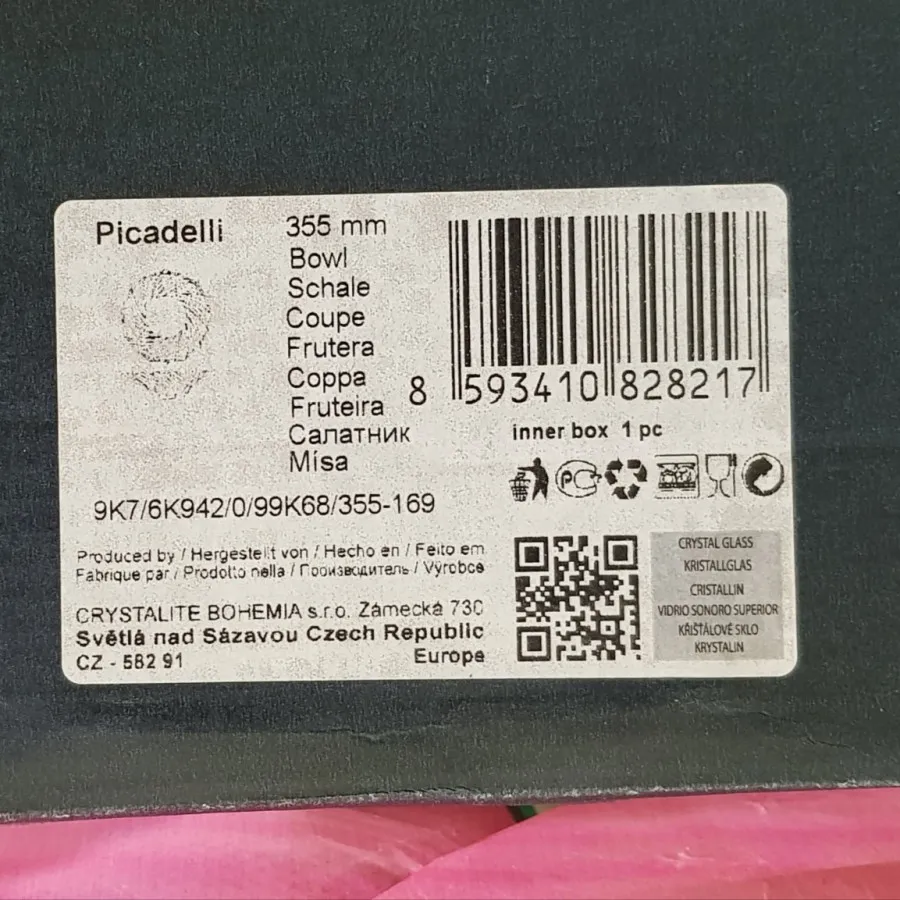 Picadelli
355 mm
Bowl
Schale
Coupe
Frutera
Coppa
Fruteira
Салатник
Mísa
8 593410 828217
inner box 1 pc
РС
9K7/6K942/0/99K68/355-169
Produced by / Hergestellt von / Hecho en / Feito em
Fabrique par / Prodotto nella / Производитель / Výrobce
CRYSTALITE BOHEMIA s.r.o. Zámecká 730
Světlá nad Sázavou Czech Republic
CZ - 582 91 Europe
CRYSTAL GLASS
KRISTALLGLAS
CRISTALLIN
VIDRIO SONORO SUPERIOR
KŘIŠŤÁLOVÉ SKLO
KRYSTALIN